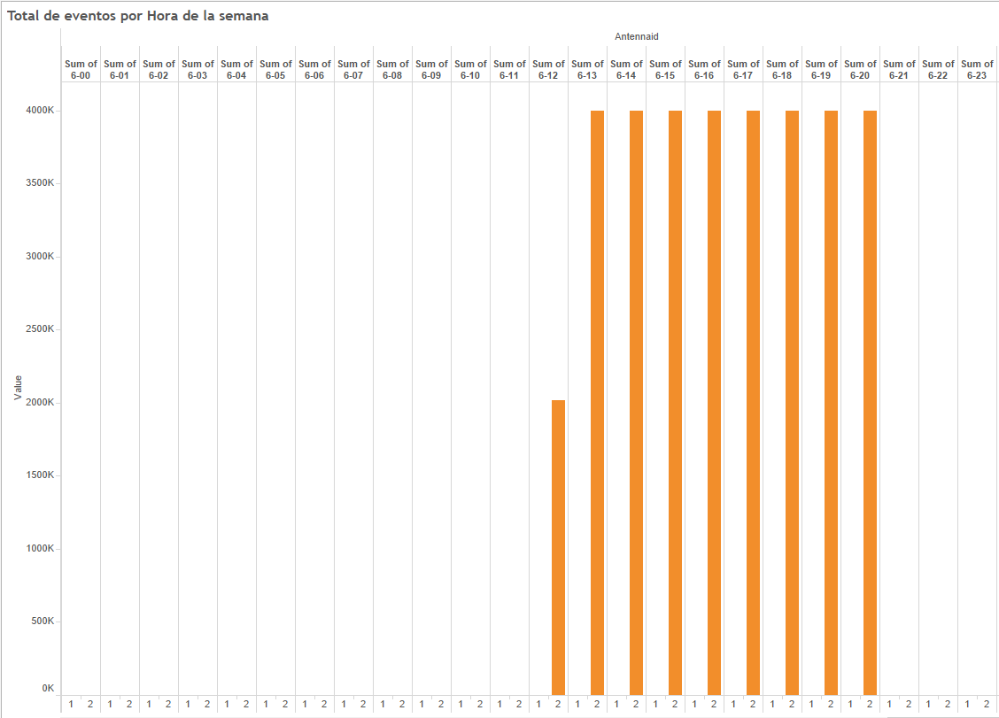 Total de eventos por Hora de la semana
Antennaid
Sum of 6-00 Sum of 6-01 Sum of 6-02 Sum of 6-03 Sum of 6-04 Sum of 6-05 Sum of 6-06 Sum of 6-07 Sum of 6-08 Sum of 6-09 Sum of 6-10 Sum of 6-11 Sum of 6-12 Sum of 6-13 Sum of 6-14 Sum of 6-15 Sum of 6-16 Sum of 6-17 Sum of 6-18 Sum of 6-19 Sum of 6-20 Sum of 6-21 Sum of 6-22 Sum of 6-23
4000K
3500K
3000K
2500K
Value
2000K
1500K
1000K
500K
0K
1 2 1 2 1 2 1 2 1 2 1 2 1 2 1 2 1 2 1 2 1 2 1 2 1 2 1 2 1 2 1 2 1 2 1 2 1 2 1 2 1 2 1 2 1 2 1 2